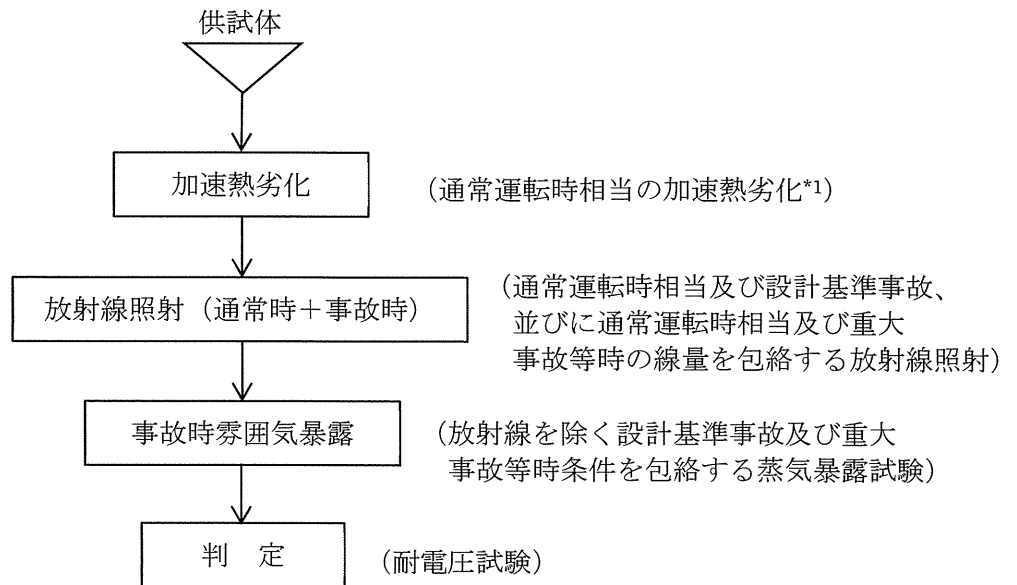 供試体
加速熱劣化
（通常運転時相当の加速熱劣化*1）
放射線照射（通常時＋事故時）
（通常運転時相当及び設計基準事故、
並びに通常運転時相当及び重大
事故等時の線量を包絡する放射線照射）
事故時雰囲気暴露
（放射線を除く設計基準事故及び重大
事故等時条件を包絡する蒸気暴露試験）
判　定
（耐電圧試験）